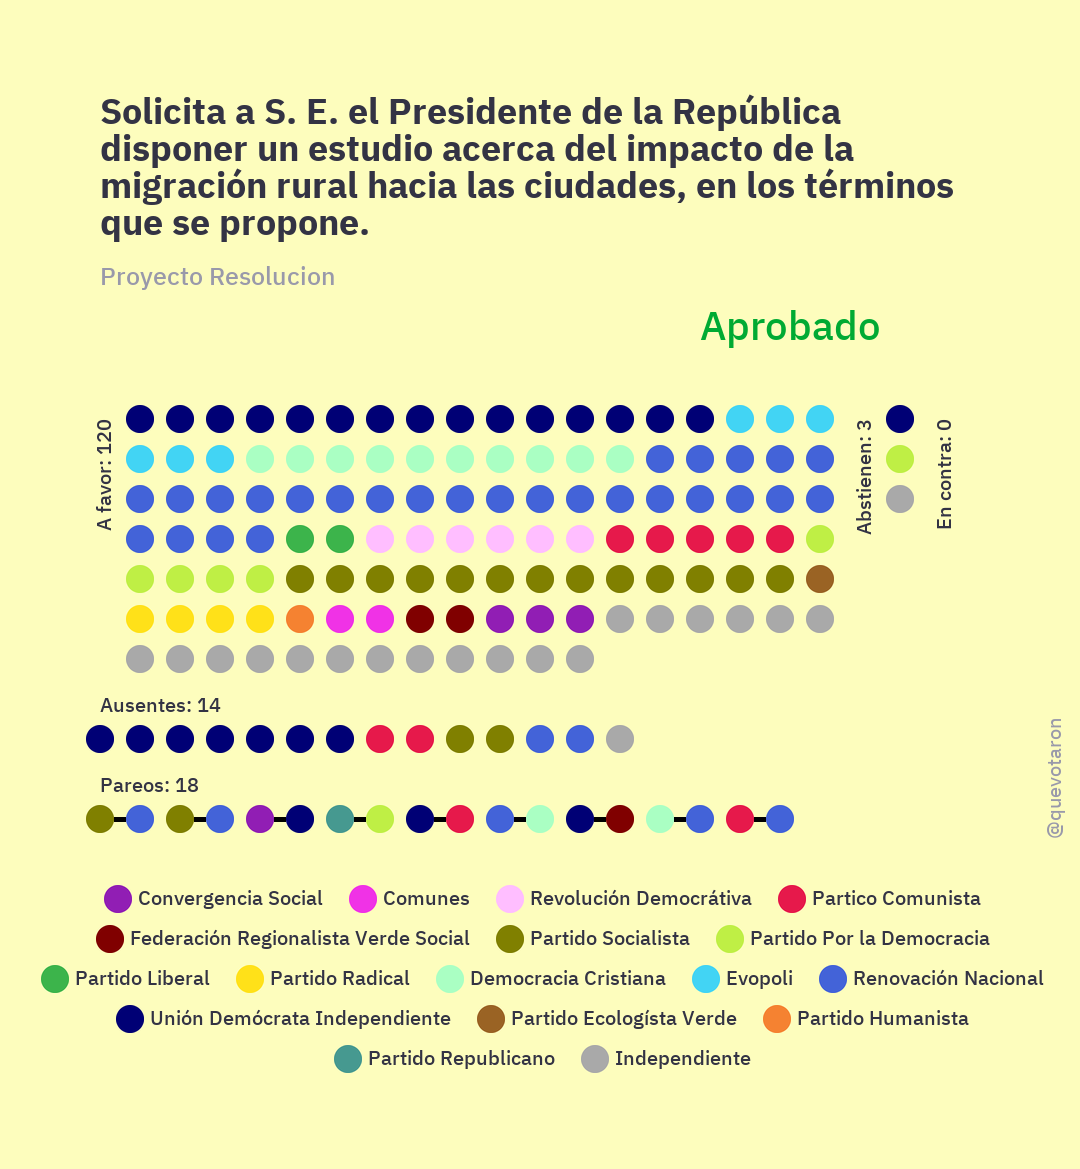 Solicita a S. E. el Presidente de la República
disponer un estudio acerca del impacto de la
migración rural hacia las ciudades, en los términos
que se propone.
Proyecto Resolucion
Aprobado
A favor: 120
Abstienen: 3
En contra: 0
Ausentes: 14
Pareos: 18
@quevotaron
Convergencia Social Comunes Revolución Democrátiva Partico Comunista
Federación Regionalista Verde Social Partido Socialista Partido Por la Democracia
Partido Liberal Partido Radical Democracia Cristiana Evopoli Renovación Nacional
Unión Demócrata Independiente Partido Ecologísta Verde Partido Humanista
Partido Republicano Independiente